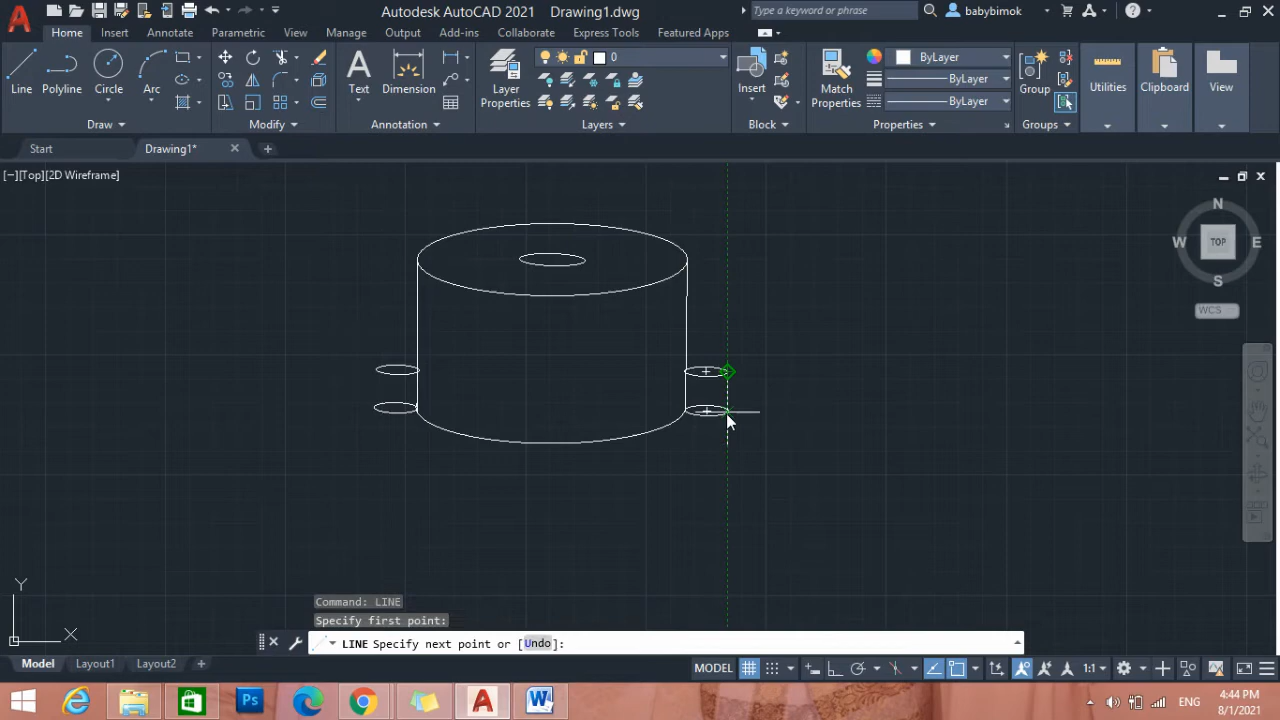 Autodesk AutoCAD 2021 Drawing1.dwg
Type a keyword or phrase
babybimok
Home Insert Annotate Parametric View Manage Output Add-ins Collaborate Express Tools Featured Apps
Line Polyline Circle Arc
Text Dimension
Layer Properties
0
Insert
Match Properties
ByLayer
ByLayer
ByLayer
Group
Utilities
Clipboard
View
Draw Modify Annotation Layers Block Properties Groups
Start Drawing1*
[−][Top][2D Wireframe]
N
W TOP E
S
WCS
Y
X
Command: LINE
Specify first point:
LINE Specify next point or [Undo]:
Model Layout1 Layout2
MODEL 1:1
ENG
4:44 PM
8/1/2021